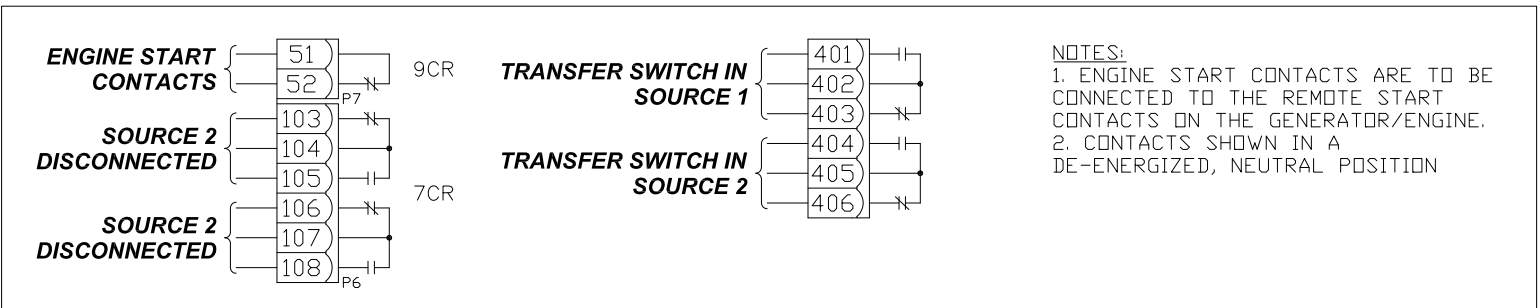 ENGINE START
CONTACTS
51
52
9CR
P7
SOURCE 2
DISCONNECTED
103
104
105
7CR
SOURCE 2
DISCONNECTED
106
107
108
P6
TRANSFER SWITCH IN
SOURCE 1
401
402
403
TRANSFER SWITCH IN
SOURCE 2
404
405
406
NOTES:
1. ENGINE START CONTACTS ARE TO BE
CONNECTED TO THE REMOTE START
CONTACTS ON THE GENERATOR/ENGINE.
2. CONTACTS SHOWN IN A
DE-ENERGIZED, NEUTRAL POSITION